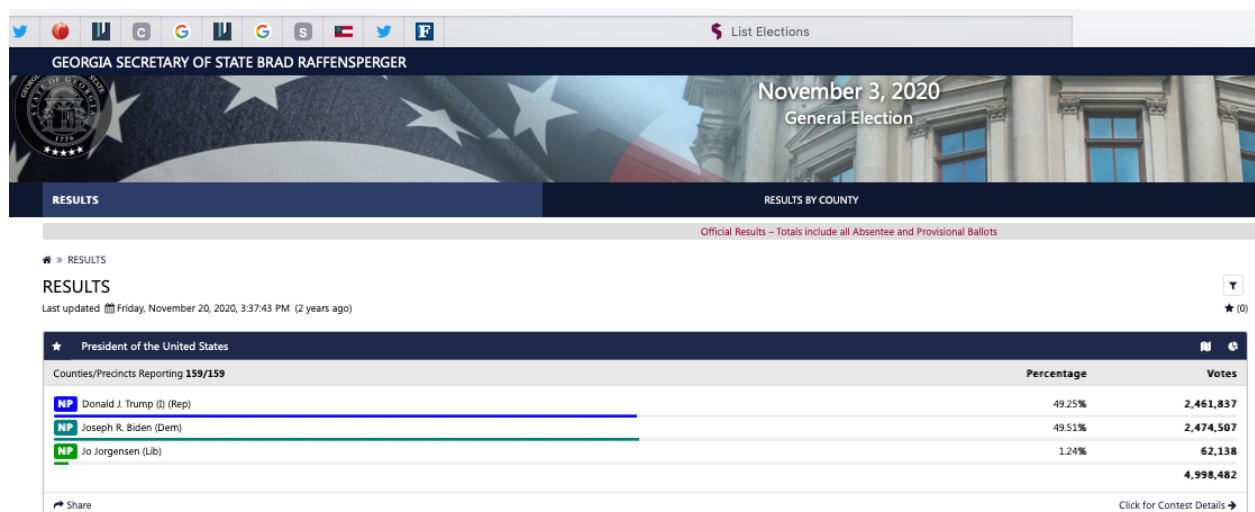 List Elections
GEORGIA SECRETARY OF STATE BRAD RAFFENSPERGER
November 3, 2020
General Election
STATE OF GEORGIA
1776
RESULTS
RESULTS BY COUNTY
Official Results – Totals include all Absentee and Provisional Ballots
» RESULTS
RESULTS
Last updated Friday, November 20, 2020, 3:37:43 PM (2 years ago)
(0)
President of the United States
Counties/Precincts Reporting 159/159 Percentage Votes
NP Donald J. Trump (I) (Rep) 49.25% 2,461,837
NP Joseph R. Biden (Dem) 49.51% 2,474,507
NP Jo Jorgensen (Lib) 1.24% 62,138
4,998,482
Share
Click for Contest Details